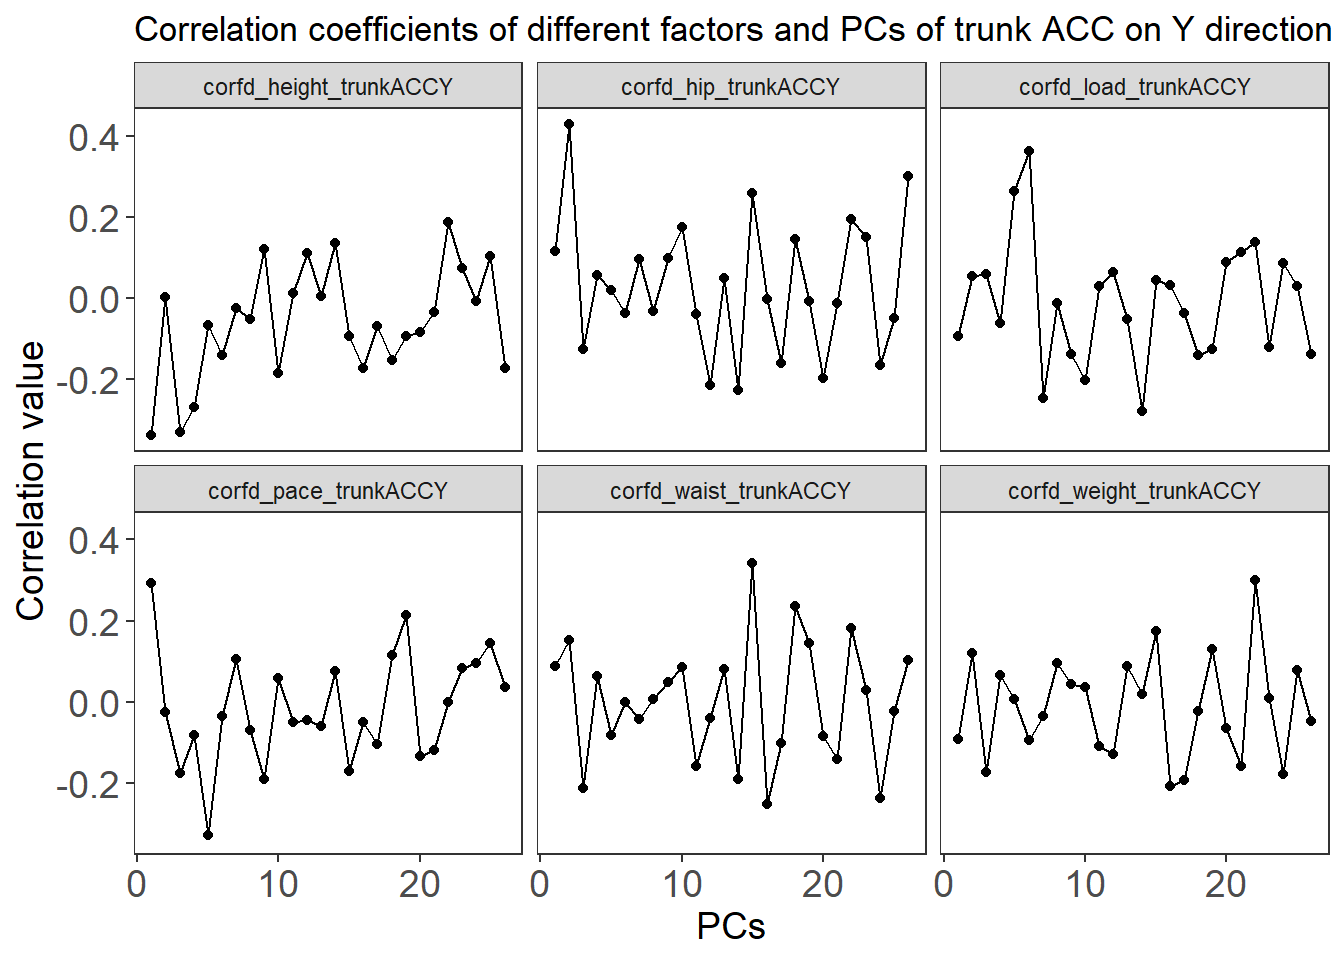 Correlation coefficients of different factors and PCs of trunk ACC on Y direction
corfd_height_trunkACCY
corfd_hip_trunkACCY
corfd_load_trunkACCY
0.4
0.2
0.0
-0.2
Correlation value
corfd_pace_trunkACCY
corfd_waist_trunkACCY
corfd_weight_trunkACCY
0.4
0.2
0.0
-0.2
0 10 20
0 10 20
0 10 20
PCs